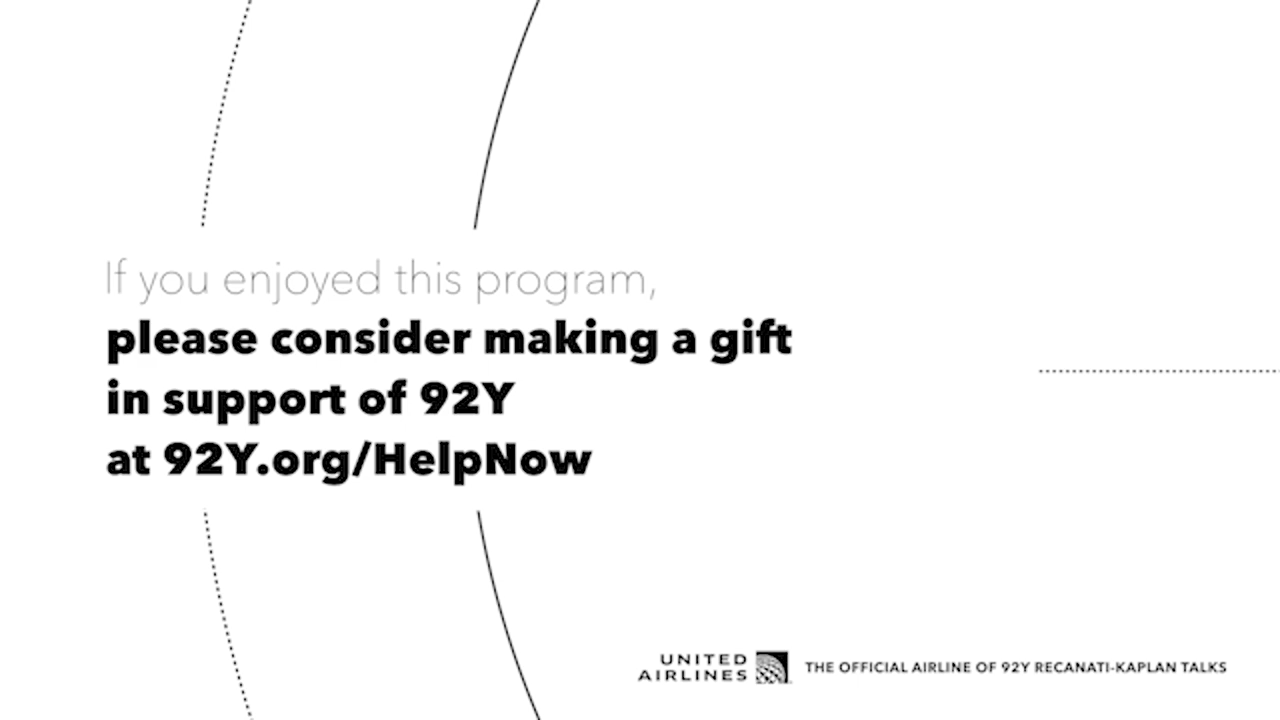 If you enjoyed this program,
please consider making a gift
in support of 92Y
at 92Y.org/HelpNow
UNITED
AIRLINES
THE OFFICIAL AIRLINE OF 92Y RECANATI-KAPLAN TALKS